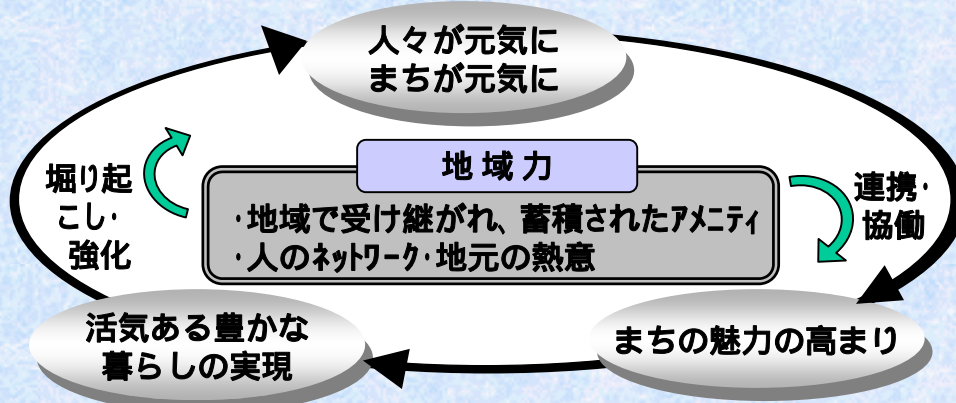 人々が元気に
まちが元気に
地域力
・地域で受け継がれ、蓄積されたｱﾒﾆﾃｨ
・人のﾈｯﾄﾜｰｸ・地元の熱意
堀り起
こし・
強化
連携・
協働
活気ある豊かな
暮らしの実現
まちの魅力の高まり